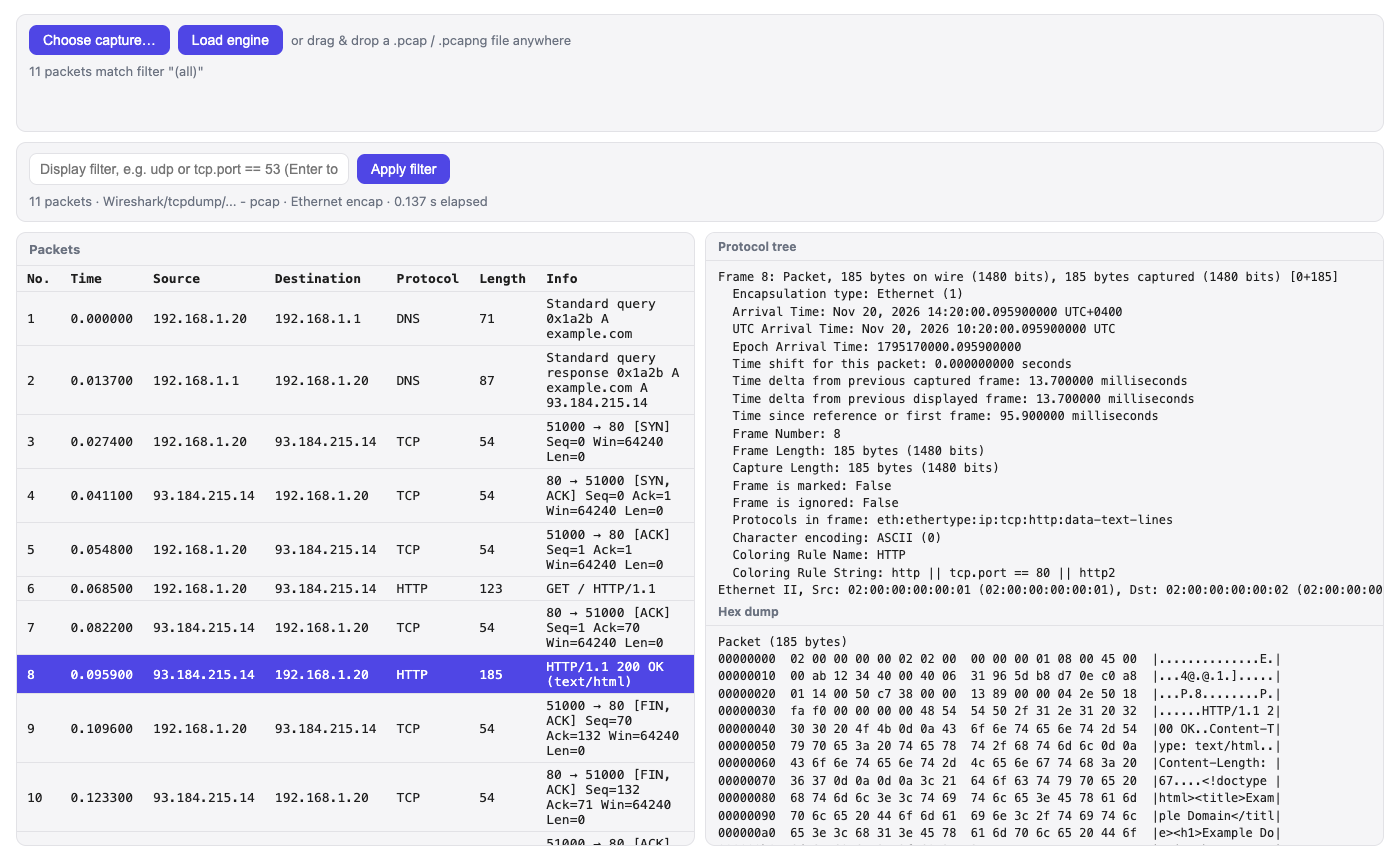 Choose capture… Load engine or drag & drop a .pcap / .pcapng file anywhere
11 packets match filter "(all)"
Display filter, e.g. udp or tcp.port == 53 (Enter to Apply filter
11 packets · Wireshark/tcpdump/... - pcap · Ethernet encap · 0.137 s elapsed
Packets
No. Time Source Destination Protocol Length Info
1 0.000000 192.168.1.20 192.168.1.1 DNS 71 Standard query
0x1a2b A
example.com
2 0.013700 192.168.1.1 192.168.1.20 DNS 87 Standard query
response 0x1a2b A
example.com A
93.184.215.14
3 0.027400 192.168.1.20 93.184.215.14 TCP 54 51000 → 80 [SYN]
Seq=0 Win=64240
Len=0
4 0.041100 93.184.215.14 192.168.1.20 TCP 54 80 → 51000 [SYN,
ACK] Seq=0 Ack=1
Win=64240 Len=0
5 0.054800 192.168.1.20 93.184.215.14 TCP 54 51000 → 80 [ACK]
Seq=1 Ack=1
Win=64240 Len=0
6 0.068500 192.168.1.20 93.184.215.14 HTTP 123 GET / HTTP/1.1
7 0.082200 93.184.215.14 192.168.1.20 TCP 54 80 → 51000 [ACK]
Seq=1 Ack=70
Win=64240 Len=0
8 0.095900 93.184.215.14 192.168.1.20 HTTP 185 HTTP/1.1 200 OK
(text/html)
9 0.109600 192.168.1.20 93.184.215.14 TCP 54 51000 → 80 [FIN,
ACK] Seq=70
Ack=132 Win=64240
Len=0
10 0.123300 93.184.215.14 192.168.1.20 TCP 54 80 → 51000 [FIN,
ACK] Seq=132
Ack=71 Win=64240
Len=0
51000 → 80 [ACK]
Protocol tree
Frame 8: Packet, 185 bytes on wire (1480 bits), 185 bytes captured (1480 bits) [0+185]
Encapsulation type: Ethernet (1)
Arrival Time: Nov 20, 2026 14:20:00.095900000 UTC+0400
UTC Arrival Time: Nov 20, 2026 10:20:00.095900000 UTC
Epoch Arrival Time: 1795170000.095900000
Time shift for this packet: 0.000000000 seconds
Time delta from previous captured frame: 13.700000 milliseconds
Time delta from previous displayed frame: 13.700000 milliseconds
Time since reference or first frame: 95.900000 milliseconds
Frame Number: 8
Frame Length: 185 bytes (1480 bits)
Capture Length: 185 bytes (1480 bits)
Frame is marked: False
Frame is ignored: False
Protocols in frame: eth:ethertype:ip:tcp:http:data-text-lines
Character encoding: ASCII (0)
Coloring Rule Name: HTTP
Coloring Rule String: http || tcp.port == 80 || http2
Ethernet II, Src: 02:00:00:00:00:01 (02:00:00:00:00:01), Dst: 02:00:00:00:00:02 (02:00:00:00
Hex dump
Packet (185 bytes)
00000000 02 00 00 00 00 02 02 00 00 00 00 01 08 00 45 00 |..............E.|
00000010 00 ab 12 34 40 00 40 06 31 96 5d b8 d7 0e c0 a8 |...4@.@.1.].....|
00000020 01 14 00 50 c7 38 00 00 13 89 00 00 04 2e 50 18 |...P.8........P.|
00000030 fa f0 00 00 00 00 48 54 54 50 2f 31 2e 31 20 32 |......HTTP/1.1 2|
00000040 30 30 20 4f 4b 0d 0a 43 6f 6e 74 65 6e 74 2d 54 |00 OK..Content-T|
00000050 79 70 65 3a 20 74 65 78 74 2f 68 74 6d 6c 0d 0a |ype: text/html..|
00000060 43 6f 6e 74 65 6e 74 2d 4c 65 6e 67 74 68 3a 20 |Content-Length: |
00000070 36 37 0d 0a 0d 0a 3c 21 64 6f 63 74 79 70 65 20 |67....<!doctype |
00000080 68 74 6d 6c 3e 3c 74 69 74 6c 65 3e 45 78 61 6d |html><title>Exam|
00000090 70 6c 65 20 44 6f 6d 61 69 6e 3c 2f 74 69 74 6c |ple Domain</titl|
000000a0 65 3e 3c 68 31 3e 45 78 61 6d 70 6c 65 20 44 6f |e><h1>Example Do|